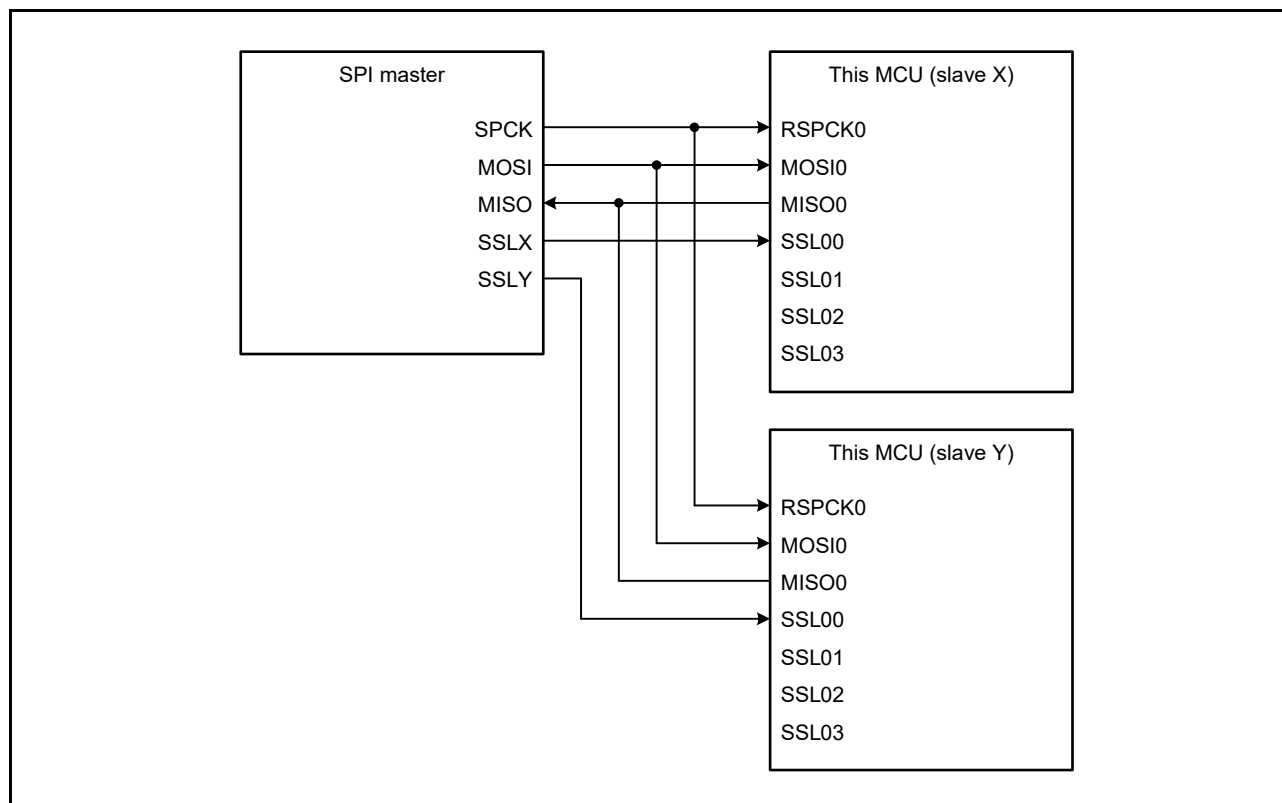 SPI master
SPCK
MOSI
MISO
SSLX
SSLY
This MCU (slave X)
RSPCK0
MOSI0
MISO0
SSL00
SSL01
SSL02
SSL03
This MCU (slave Y)
RSPCK0
MOSI0
MISO0
SSL00
SSL01
SSL02
SSL03